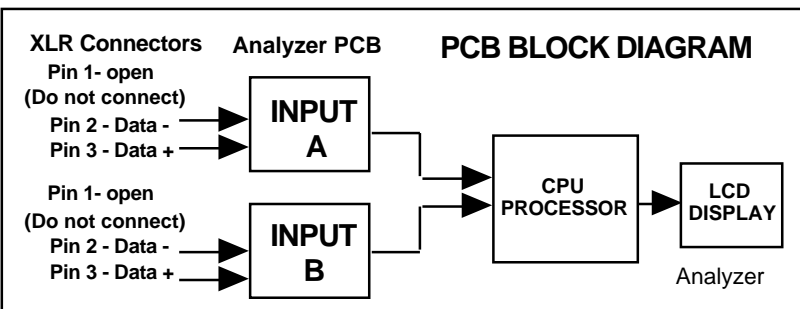 XLR Connectors
Analyzer PCB
PCB BLOCK DIAGRAM
Pin 1- open
(Do not connect)
Pin 2 - Data -
Pin 3 - Data +
INPUT
A
Pin 1- open
(Do not connect)
Pin 2 - Data -
Pin 3 - Data +
INPUT
B
CPU
PROCESSOR
LCD
DISPLAY
Analyzer